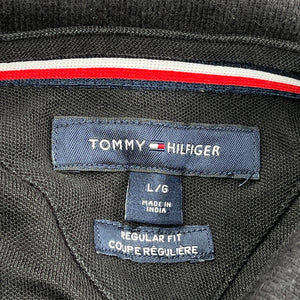 TOMMY HILFIGER
L/G
MADE IN
INDIA
REGULAR FIT
COUPE RÉGULIÈRE